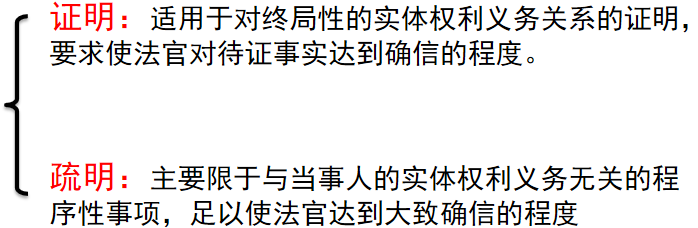 证明：适用于对终局性的实体权利义务关系的证明，
要求使法官对待证事实达到确信的程度。
疏明：主要限于与当事人的实体权利义务无关的程
序性事项，足以使法官达到大致确信的程度